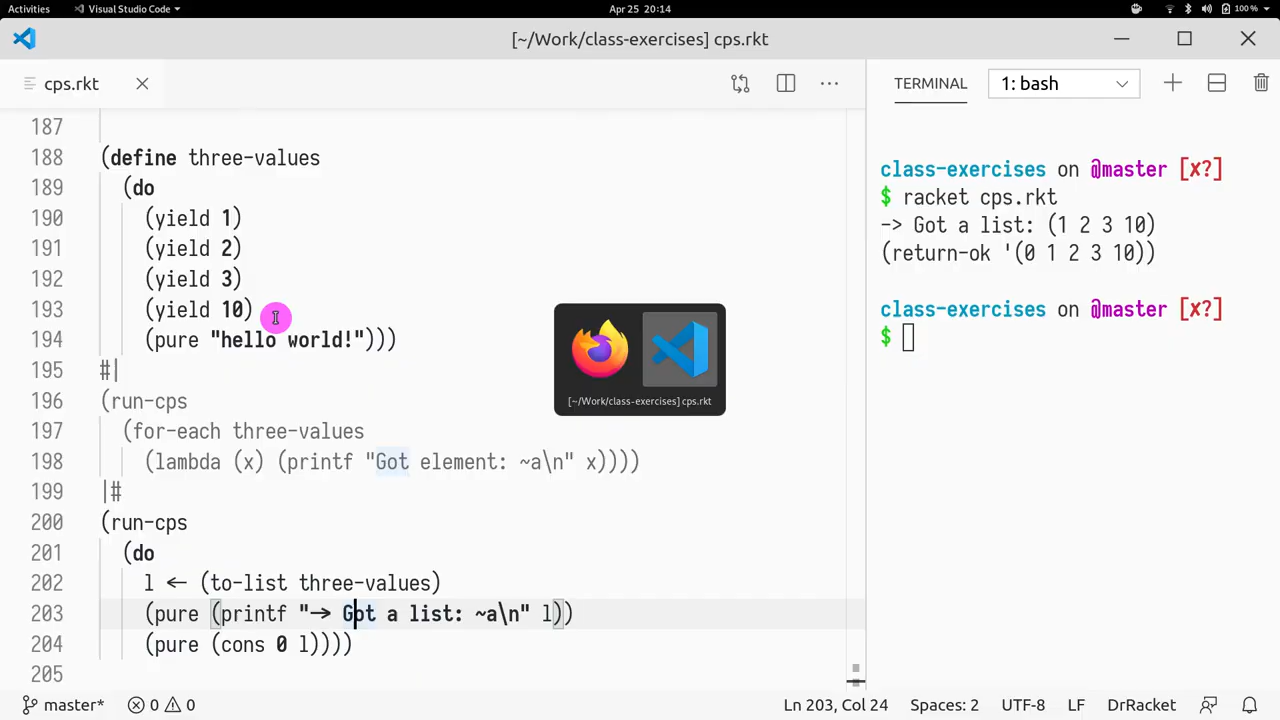 Activities
Visual Studio Code
Apr 25 20:14
100 %
[~/Work/class-exercises] cps.rkt
cps.rkt
TERMINAL
1: bash
187
188 (define three-values
189 (do
190 (yield 1)
191 (yield 2)
192 (yield 3)
193 (yield 10)
194 (pure "hello world!")))
195 #|
196 (run-cps
197 (for-each three-values
198 (lambda (x) (printf "Got element: ~a\n" x))))
199 |#
200 (run-cps
201 (do
202 l ← (to-list three-values)
203 (pure (printf "→ Got a list: ~a\n" l))
204 (pure (cons 0 l))))
205
[~/Work/class-exercises] cps.rkt
class-exercises on @master [✗?]
$ racket cps.rkt
-> Got a list: (1 2 3 10)
(return-ok '(0 1 2 3 10))
class-exercises on @master [✗?]
$
master*
0
0
Ln 203, Col 24
Spaces: 2
UTF-8
LF
DrRacket